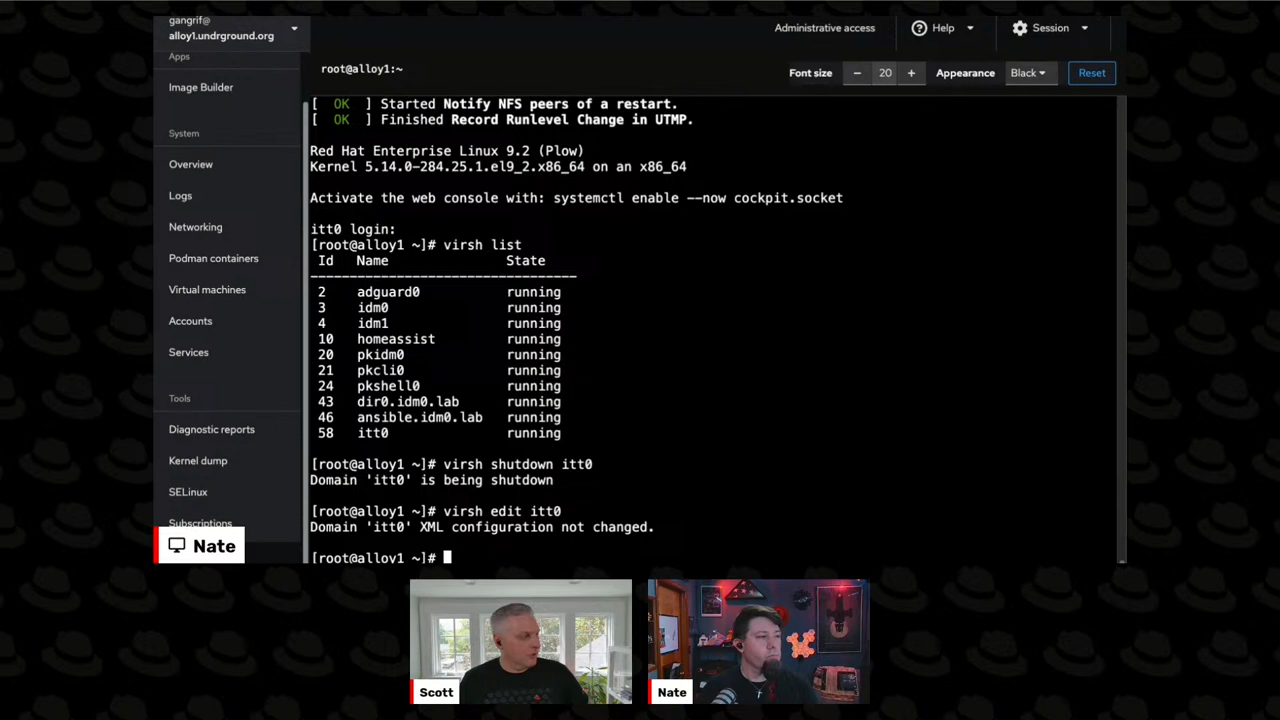 gangrif@
alloy1.undrground.org
Administrative access
Help
Session
Apps
Image Builder
System
Overview
Logs
Networking
Podman containers
Virtual machines
Accounts
Services
Tools
Diagnostic reports
Kernel dump
SELinux
Subscriptions
root@alloy1:~
Font size
20
Appearance
Black
Reset
[  OK  ] Started Notify NFS peers of a restart.
[  OK  ] Finished Record Runlevel Change in UTMP.
Red Hat Enterprise Linux 9.2 (Plow)
Kernel 5.14.0-284.25.1.el9_2.x86_64 on an x86_64
Activate the web console with: systemctl enable --now cockpit.socket
itt0 login:
[root@alloy1 ~]# virsh list
Id   Name               State
------------------------------------
2    adguard0           running
3    idm0               running
4    idm1               running
10   homeassist         running
20   pkidm0             running
21   pkcli0             running
24   pkshell0           running
43   dir0.idm0.lab      running
46   ansible.idm0.lab   running
58   itt0               running
[root@alloy1 ~]# virsh shutdown itt0
Domain 'itt0' is being shutdown
[root@alloy1 ~]# virsh edit itt0
Domain 'itt0' XML configuration not changed.
[root@alloy1 ~]#
Nate
Scott
Nate